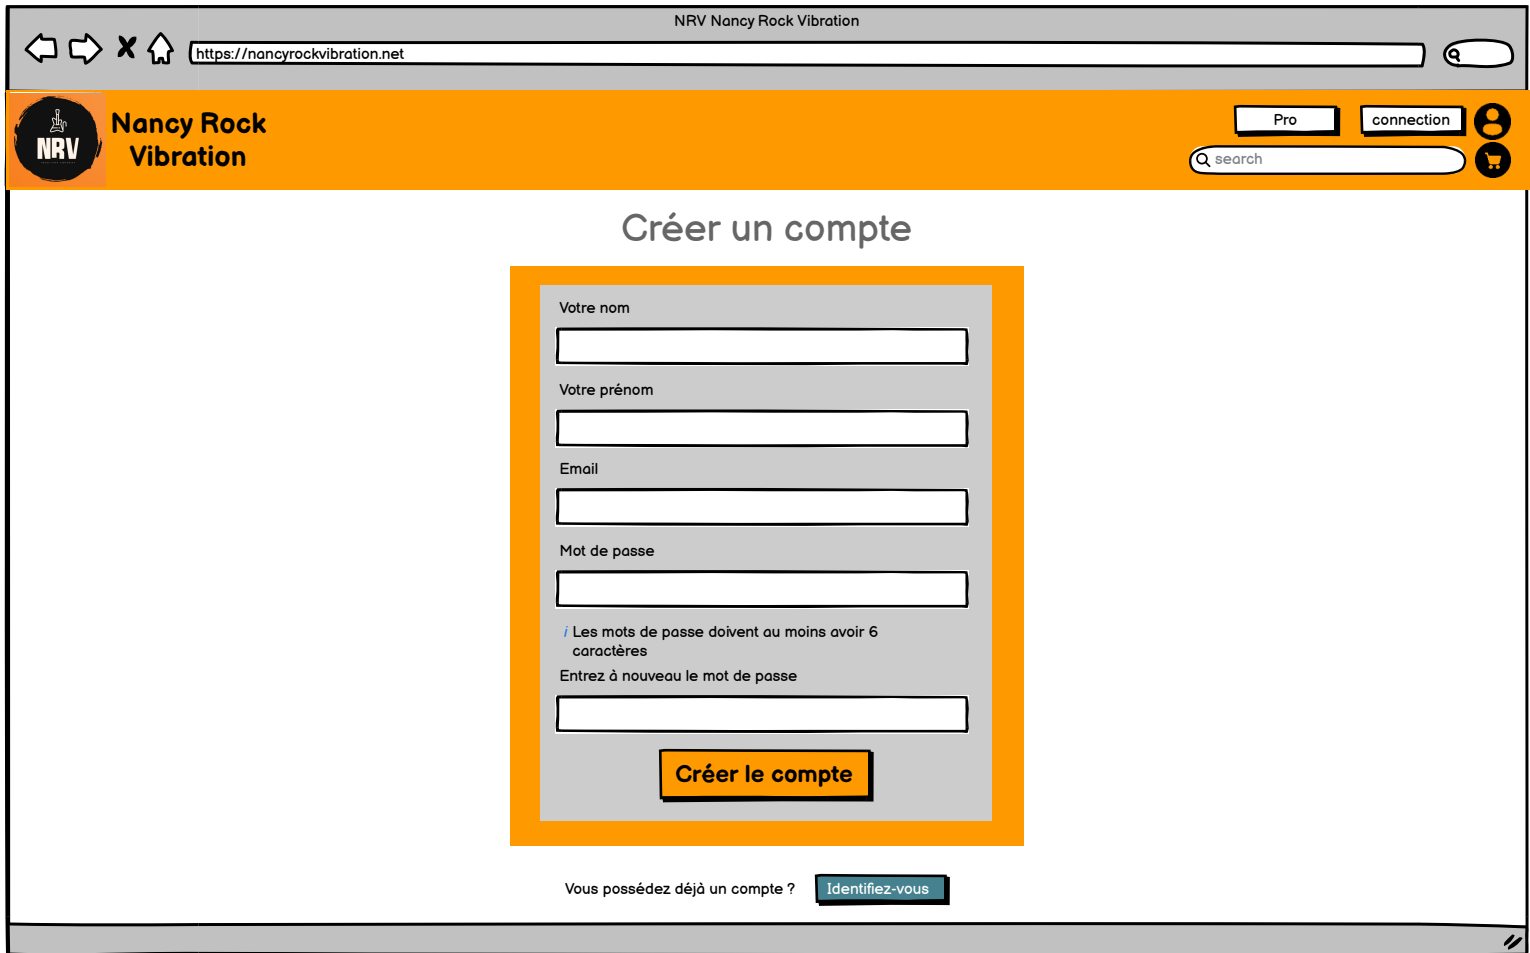 NRV Nancy Rock Vibration
https://nancyrockvibration.net
NRV
Nancy Rock
Vibration
Pro
connection
search
Créer un compte
Votre nom
Votre prénom
Email
Mot de passe
i Les mots de passe doivent au moins avoir 6
caractères
Entrez à nouveau le mot de passe
Créer le compte
Vous possédez déjà un compte ?
Identifiez-vous